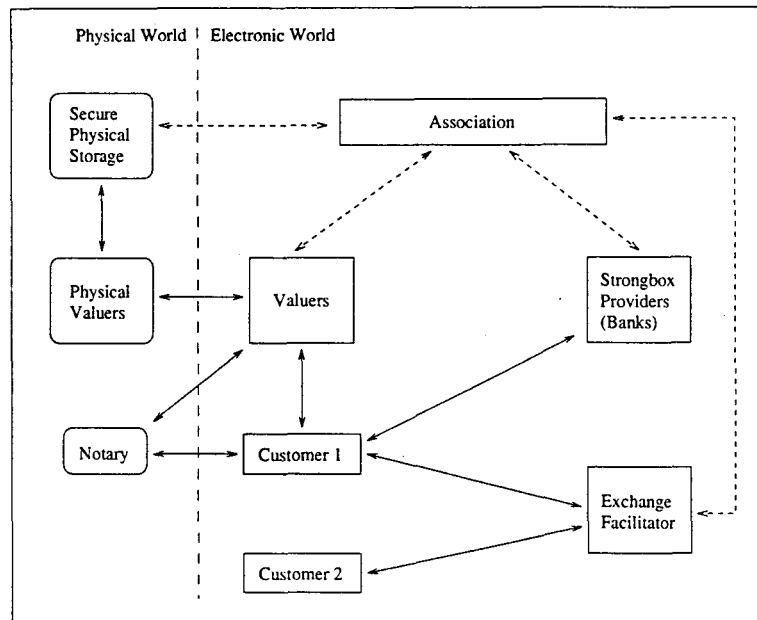 Physical World
Electronic World
Secure
Physical
Storage
Association
Physical
Valuers
Valuers
Strongbox
Providers
(Banks)
Notary
Customer 1
Exchange
Facilitator
Customer 2